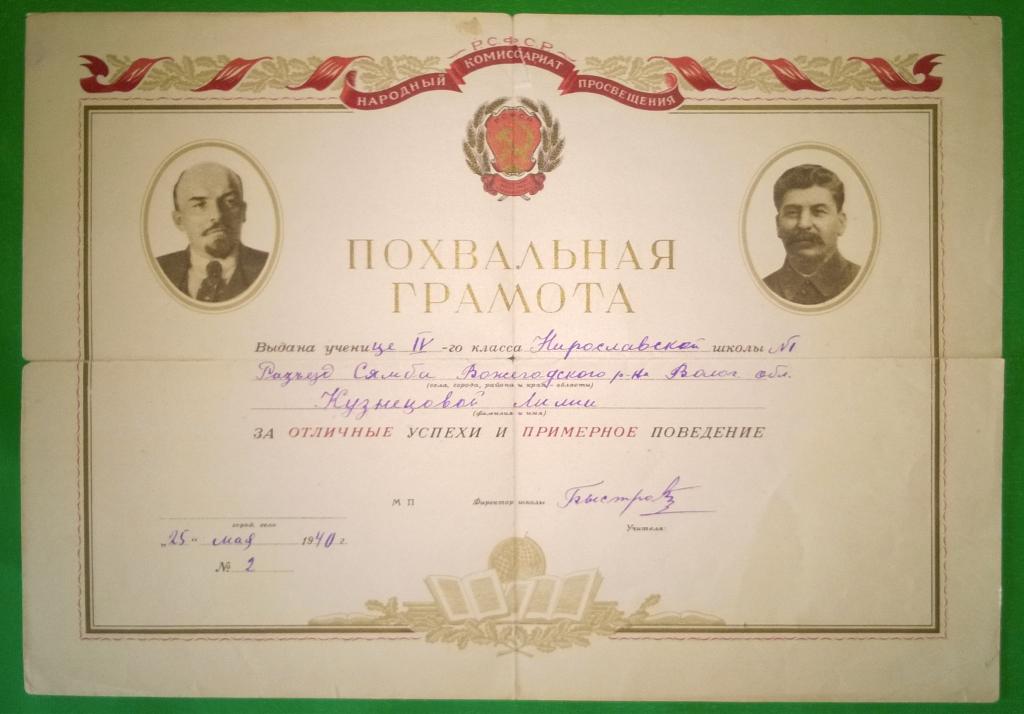 РСФСР
НАРОДНЫЙ КОМИССАРИАТ ПРОСВЕЩЕНИЯ
ПОХВАЛЬНАЯ
ГРАМОТА
Выдана ученице IV -го класса Нирославской школы №1
Разъезд Сямба Вожегодского р-на Волог. обл.
(села, города, района и края - области)
Кузнецовой Лилии
(фамилия и имя)
ЗА ОТЛИЧНЫЕ УСПЕХИ И ПРИМЕРНОЕ ПОВЕДЕНИЕ
М П Директор школы
Учителя:
город, село
"25" мая 1940 г.
№ 2